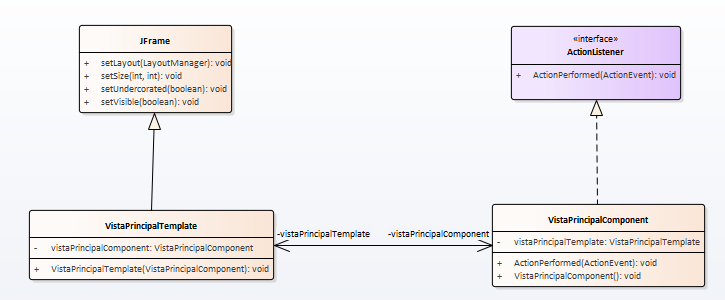 JFrame
+ setLayout(LayoutManager): void
+ setSize(int, int): void
+ setUndercorated(boolean): void
+ setVisible(boolean): void
«interface»
ActionListener
+ ActionPerformed(ActionEvent): void
VistaPrincipalTemplate
- vistaPrincipalComponent: VistaPrincipalComponent
+ VistaPrincipalTemplate(VistaPrincipalComponent): void
-vistaPrincipalTemplate
-vistaPrincipalComponent
VistaPrincipalComponent
- vistaPrincipalTemplate: VistaPrincipalTemplate
+ ActionPerformed(ActionEvent): void
+ VistaPrincipalComponent(): void